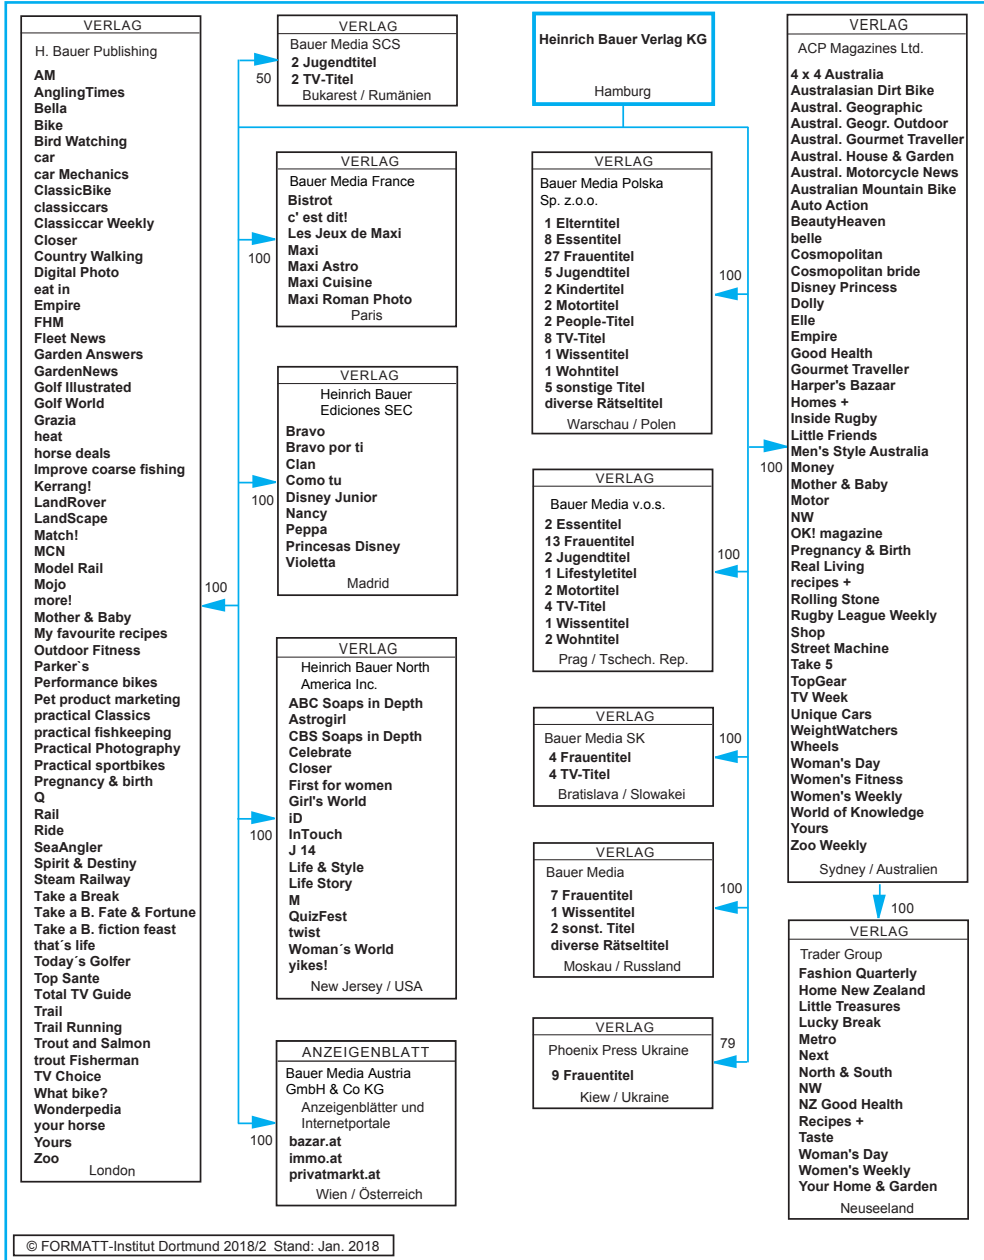 VERLAG
H. Bauer Publishing
AM
AnglingTimes
Bella
Bike
Bird Watching
car
car Mechanics
ClassicBike
classiccars
Classiccar Weekly
Closer
Country Walking
Digital Photo
eat in
Empire
FHM
Fleet News
Garden Answers
GardenNews
Golf Illustrated
Golf World
Grazia
heat
horse deals
Improve coarse fishing
Kerrang!
LandRover
LandScape
Match!
MCN
Model Rail
Mojo
more!
Mother & Baby
My favourite recipes
Outdoor Fitness
Parker`s
Performance bikes
Pet product marketing
practical Classics
practical fishkeeping
Practical Photography
Practical sportbikes
Pregnancy & birth
Q
Rail
Ride
SeaAngler
Spirit & Destiny
Steam Railway
Take a Break
Take a B. Fate & Fortune
Take a B. fiction feast
that´s life
Today´s Golfer
Top Sante
Total TV Guide
Trail
Trail Running
Trout and Salmon
trout Fisherman
TV Choice
What bike?
Wonderpedia
your horse
Yours
Zoo
London
100
VERLAG
Bauer Media SCS
2 Jugendtitel
2 TV-Titel
Bukarest / Rumänien
50
VERLAG
Bauer Media France
Bistrot
c' est dit!
Les Jeux de Maxi
Maxi
Maxi Astro
Maxi Cuisine
Maxi Roman Photo
Paris
100
VERLAG
Heinrich Bauer
Ediciones SEC
Bravo
Bravo por ti
Clan
Como tu
Disney Junior
Nancy
Peppa
Princesas Disney
Violetta
Madrid
100
VERLAG
Heinrich Bauer North
America Inc.
ABC Soaps in Depth
Astrogirl
CBS Soaps in Depth
Celebrate
Closer
First for women
Girl's World
iD
InTouch
J 14
Life & Style
Life Story
M
QuizFest
twist
Woman´s World
yikes!
New Jersey / USA
100
ANZEIGENBLATT
Bauer Media Austria
GmbH & Co KG
Anzeigenblätter und
Internetportale
bazar.at
immo.at
privatmarkt.at
Wien / Österreich
100
Heinrich Bauer Verlag KG
Hamburg
VERLAG
Bauer Media Polska
Sp. z.o.o.
1 Elterntitel
8 Essentitel
27 Frauentitel
5 Jugendtitel
2 Kindertitel
2 Motortitel
2 People-Titel
8 TV-Titel
1 Wissentitel
1 Wohntitel
5 sonstige Titel
diverse Rätseltitel
Warschau / Polen
100
VERLAG
Bauer Media v.o.s.
2 Essentitel
13 Frauentitel
2 Jugendtitel
1 Lifestyletitel
2 Motortitel
4 TV-Titel
1 Wissentitel
2 Wohntitel
Prag / Tschech. Rep.
100
VERLAG
Bauer Media SK
4 Frauentitel
4 TV-Titel
Bratislava / Slowakei
100
VERLAG
Bauer Media
7 Frauentitel
1 Wissentitel
2 sonst. Titel
diverse Rätseltitel
Moskau / Russland
100
VERLAG
Phoenix Press Ukraine
9 Frauentitel
Kiew / Ukraine
79
VERLAG
ACP Magazines Ltd.
4 x 4 Australia
Australasian Dirt Bike
Austral. Geographic
Austral. Geogr. Outdoor
Austral. Gourmet Traveller
Austral. House & Garden
Austral. Motorcycle News
Australian Mountain Bike
Auto Action
BeautyHeaven
belle
Cosmopolitan
Cosmopolitan bride
Disney Princess
Dolly
Elle
Empire
Good Health
Gourmet Traveller
Harper's Bazaar
Homes +
Inside Rugby
Little Friends
Men's Style Australia
Money
Mother & Baby
Motor
NW
OK! magazine
Pregnancy & Birth
Real Living
recipes +
Rolling Stone
Rugby League Weekly
Shop
Street Machine
Take 5
TopGear
TV Week
Unique Cars
WeightWatchers
Wheels
Woman's Day
Women's Fitness
Women's Weekly
World of Knowledge
Yours
Zoo Weekly
Sydney / Australien
100
100
VERLAG
Trader Group
Fashion Quarterly
Home New Zealand
Little Treasures
Lucky Break
Metro
Next
North & South
NW
NZ Good Health
Recipes +
Taste
Woman's Day
Women's Weekly
Your Home & Garden
Neuseeland
© FORMATT-Institut Dortmund 2018/2 Stand: Jan. 2018